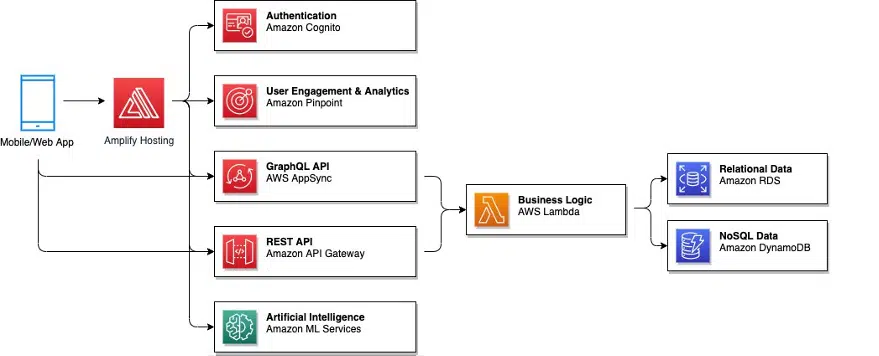 Authentication
Amazon Cognito
User Engagement & Analytics
Amazon Pinpoint
Mobile/Web App
Amplify Hosting
GraphQL API
AWS AppSync
Business Logic
AWS Lambda
Relational Data
Amazon RDS
REST API
Amazon API Gateway
NoSQL Data
Amazon DynamoDB
Artificial Intelligence
Amazon ML Services